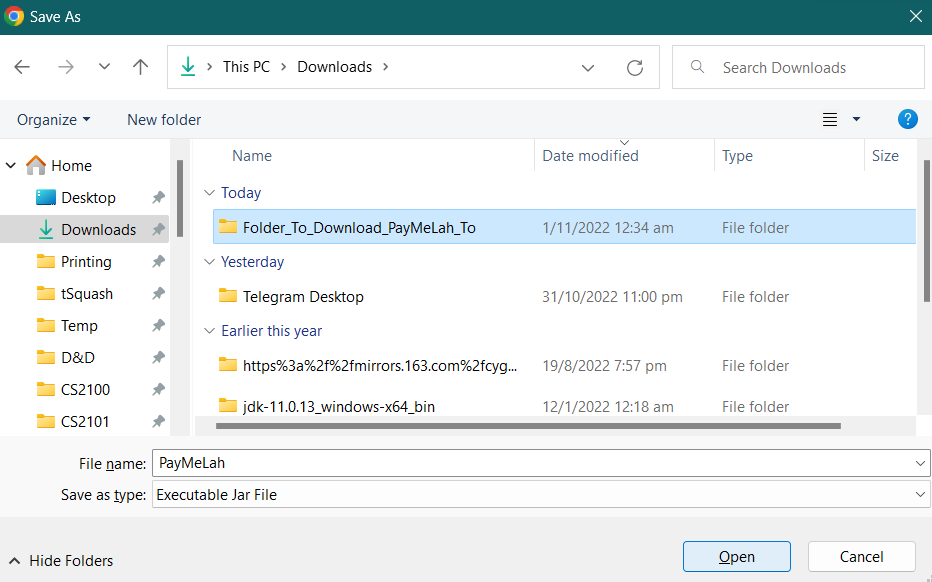 Save As
This PC > Downloads >
Search Downloads
Organize
New folder
?
Name Date modified Type Size
Home
Desktop
Downloads
Printing
tSquash
Temp
D&D
CS2100
CS2101
Today
Folder_To_Download_PayMeLah_To 1/11/2022 12:34 am File folder
Yesterday
Telegram Desktop 31/10/2022 11:00 pm File folder
Earlier this year
https%3a%2f%2fmirrors.163.com%2fcyg... 19/8/2022 7:57 pm File folder
jdk-11.0.13_windows-x64_bin 12/1/2022 12:18 am File folder
File name: PayMeLah
Save as type: Executable Jar File
Hide Folders
Open
Cancel